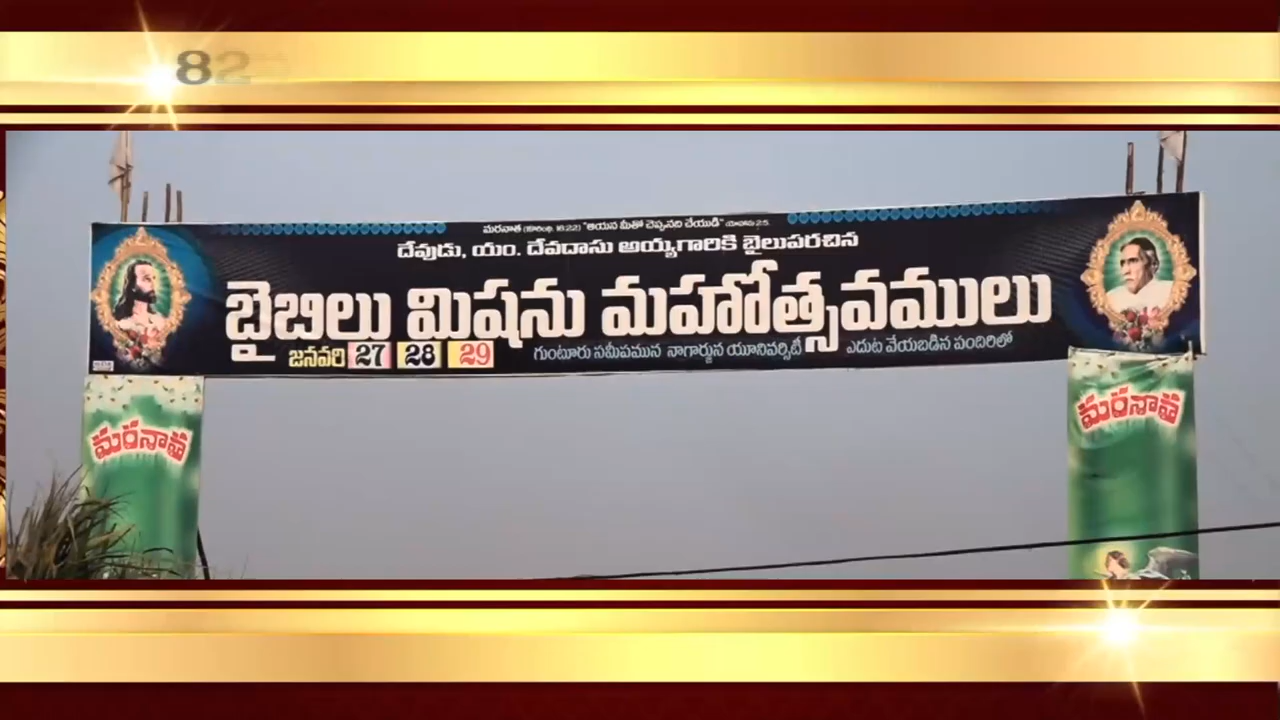 82
మరనాత (కొరింథి. 16:22) "ఆయన మీతో చెప్పునది చేయుడి" యోహాను 2:5.
దేవుడు, యం. దేవదాసు అయ్యగారికి బైలుపరచిన
బైబిలు మిషను మహోత్సవములు
జనవరి 27 28 29 గుంటూరు సమీపమున నాగార్జున యూనివర్సిటీ ఎదుట వేయబడిన పందిరిలో
మరనాత
మరనాత